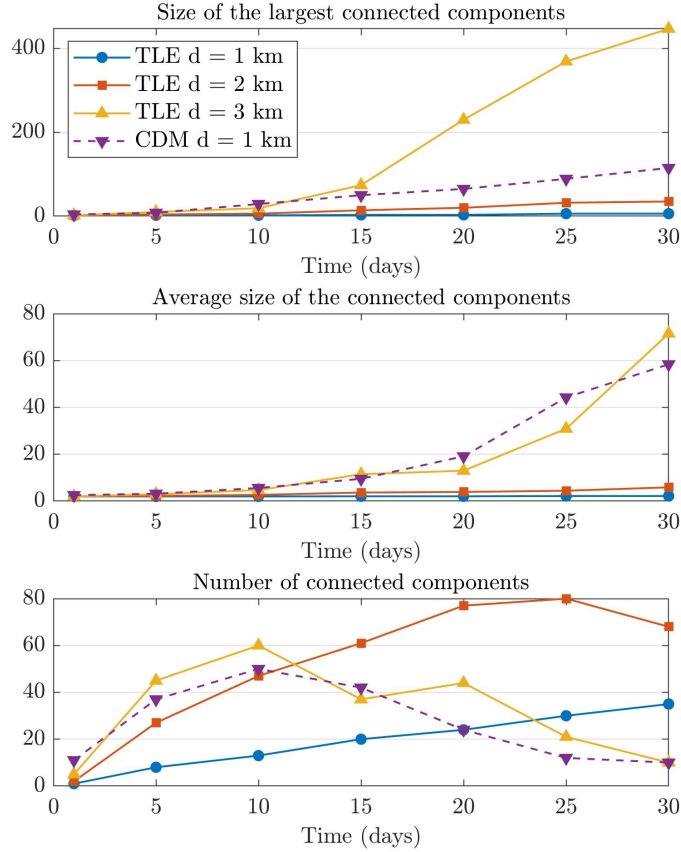 Size of the largest connected components
400
200
0
TLE d = 1 km
TLE d = 2 km
TLE d = 3 km
CDM d = 1 km
0 5 10 15 20 25 30
Time (days)
Average size of the connected components
80
60
40
20
0
0 5 10 15 20 25 30
Time (days)
Number of connected components
80
60
40
20
0
0 5 10 15 20 25 30
Time (days)